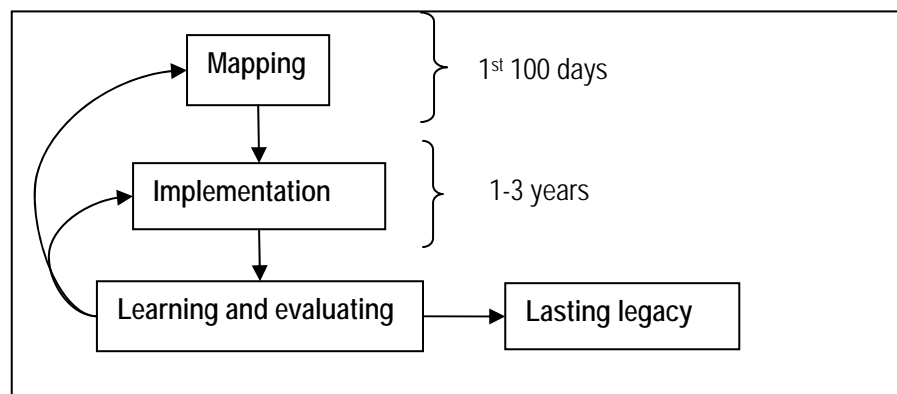 Mapping
1st 100 days
Implementation
1-3 years
Learning and evaluating
Lasting legacy